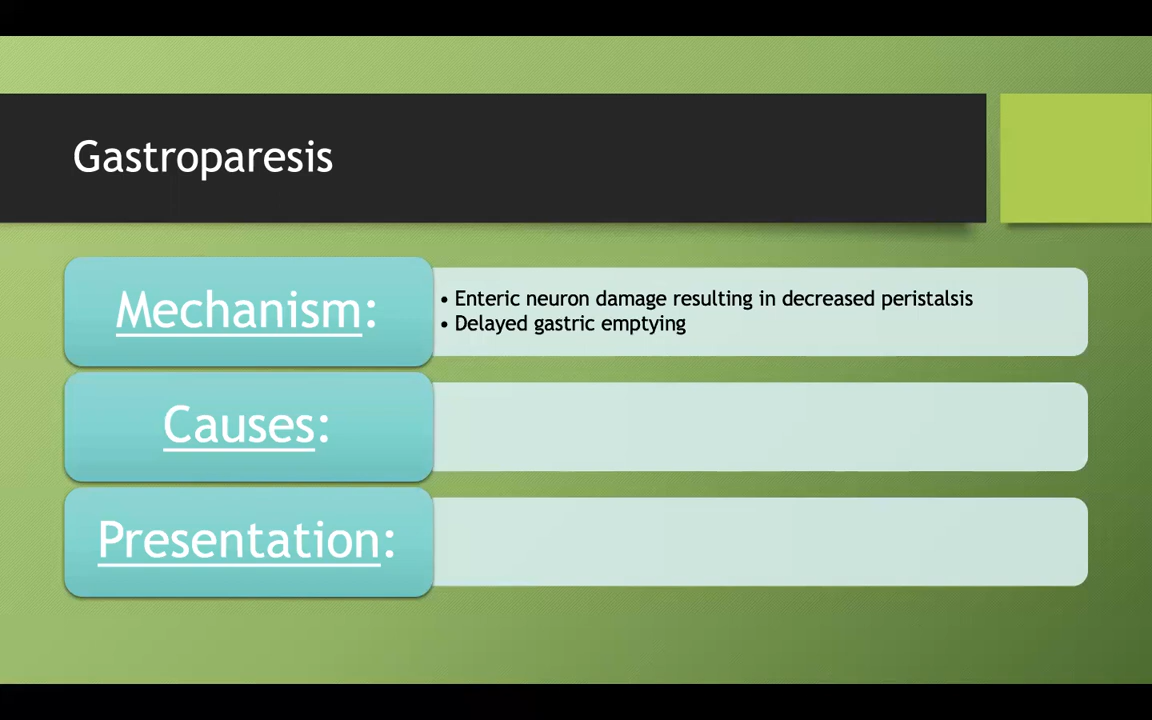 Gastroparesis
Mechanism:
• Enteric neuron damage resulting in decreased peristalsis
• Delayed gastric emptying
Causes:
Presentation: